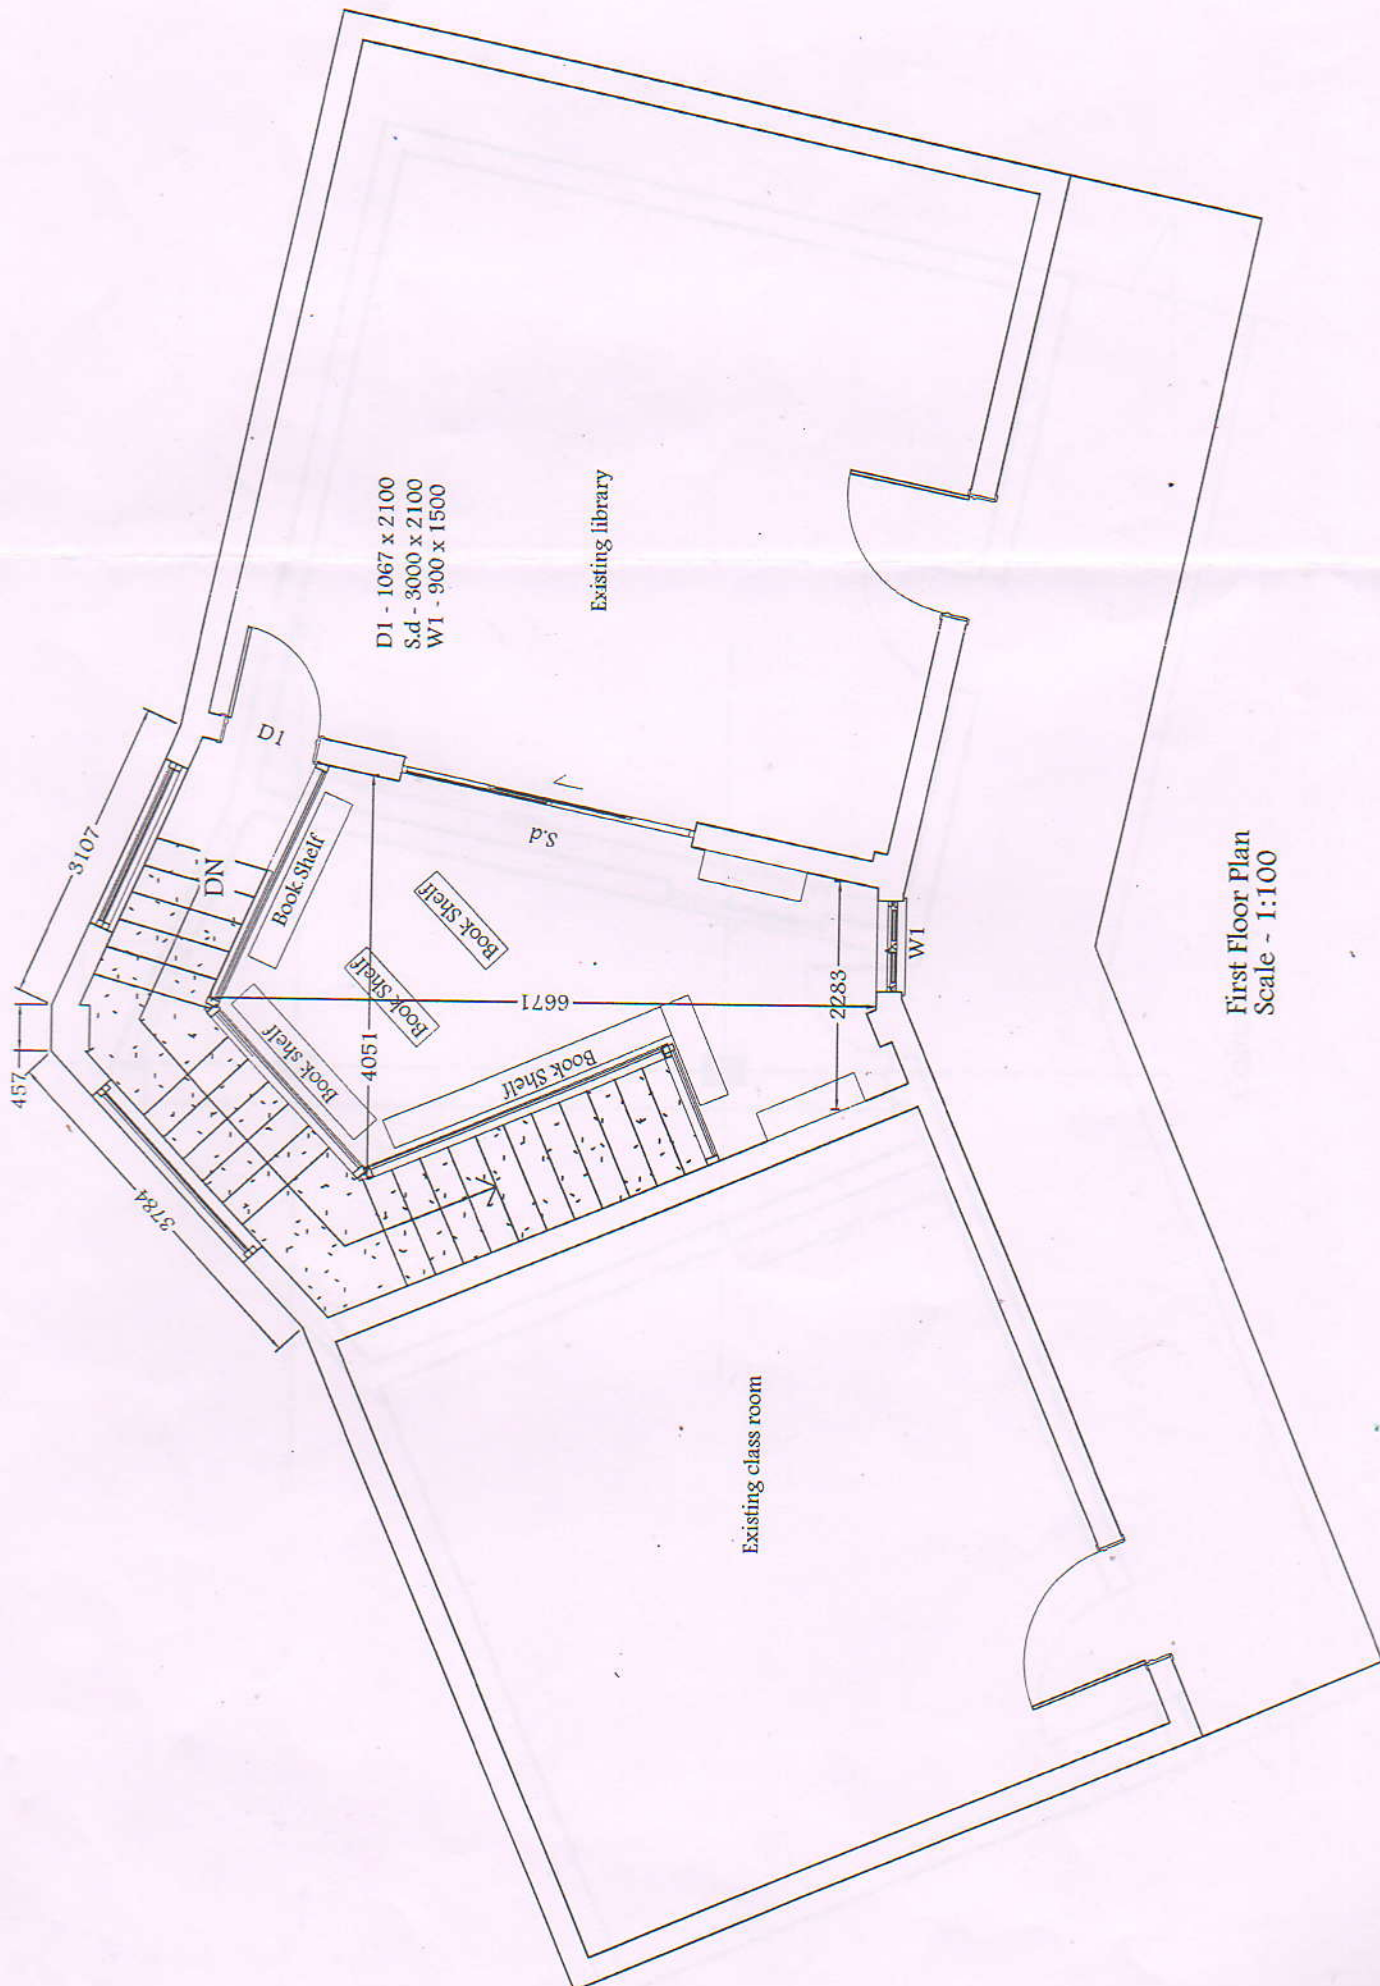 457
3107
3784
D1
DN
Book.Shelf
Book shelf
Book Shelf
Book Shelf
Book Shelf
4051
6671
2283
S.d
W1
D1 - 1067 x 2100
S.d - 3000 x 2100
W1 - 900 x 1500
Existing library
Existing class room
First Floor Plan
Scale - 1:100